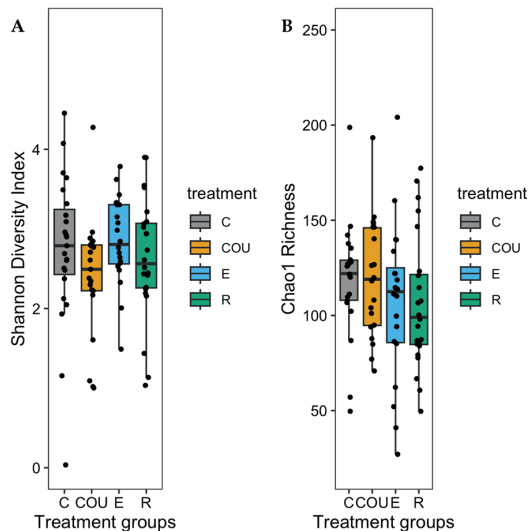 A
Shannon Diversity Index
4
2
0
C COU E R
Treatment groups
treatment
C
COU
E
R
B
Chao1 Richness
250
200
150
100
50
C COU E R
Treatment groups
treatment
C
COU
E
R